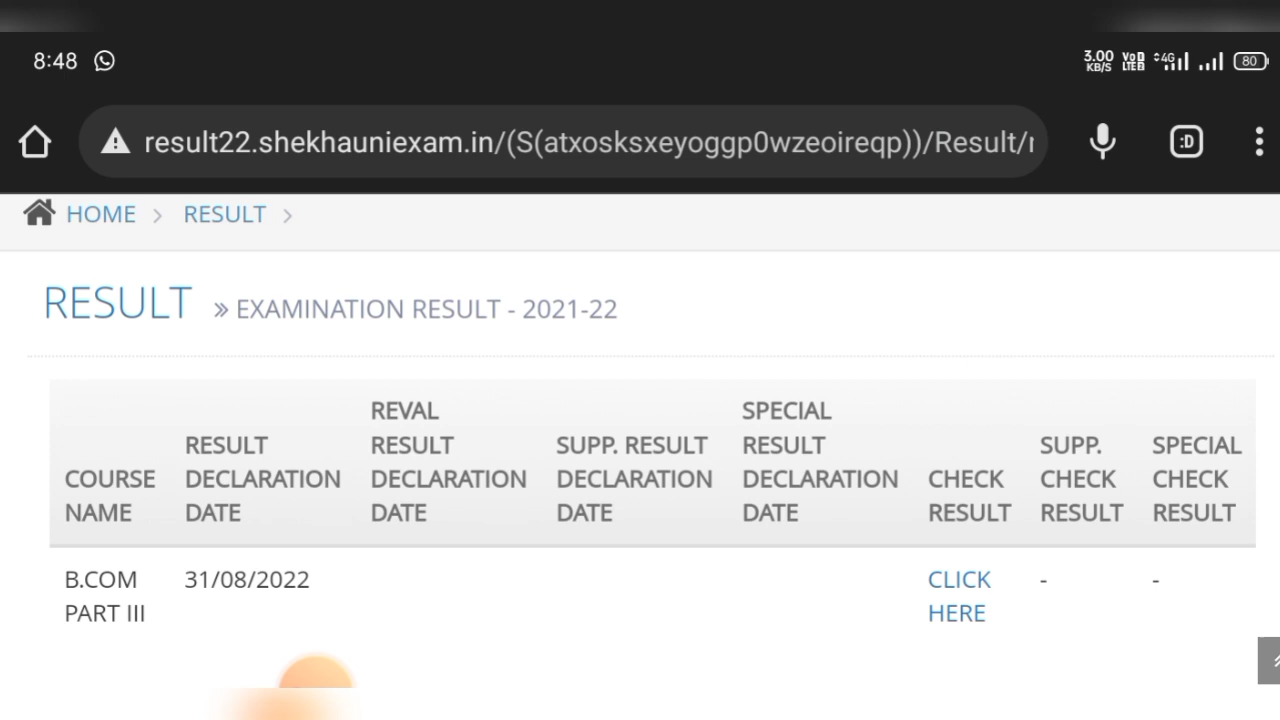 8:48
3.00 KB/S VoD LTE 4G 80
result22.shekhauniexam.in/(S(atxosksxeyoggp0wzeoireqp))/Result/r
:D
HOME > RESULT >
RESULT » EXAMINATION RESULT - 2021-22
COURSE NAME
RESULT DECLARATION DATE
REVAL RESULT DECLARATION DATE
SUPP. RESULT DECLARATION DATE
SPECIAL RESULT DECLARATION DATE
CHECK RESULT
SUPP. CHECK RESULT
SPECIAL CHECK RESULT
B.COM PART III
31/08/2022
CLICK HERE
-
-